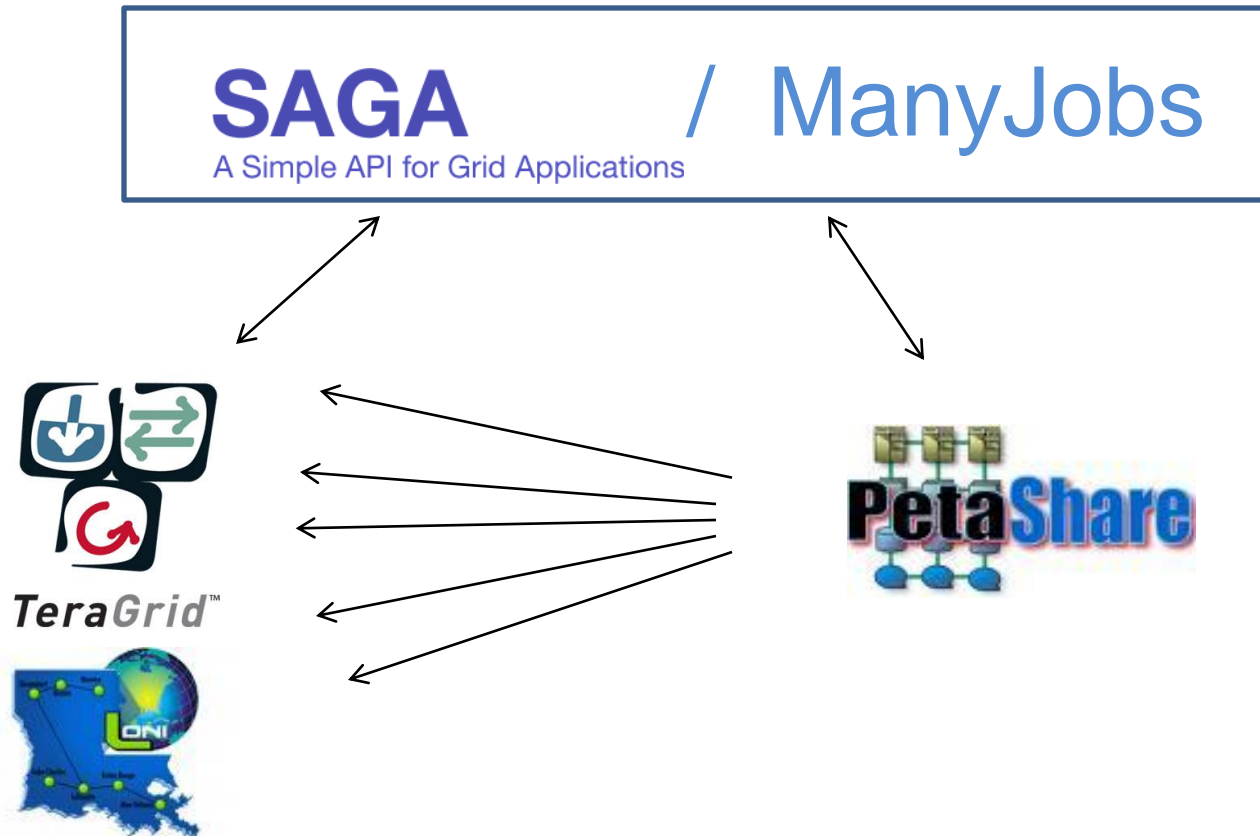 SAGA / ManyJobs
A Simple API for Grid Applications
PetaShare
TeraGrid™
LONI